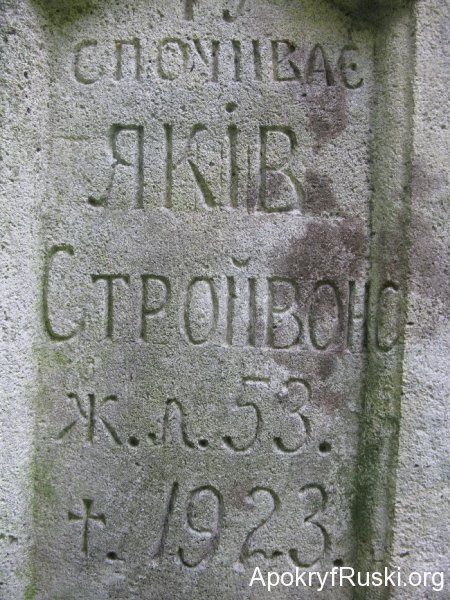 спочиває
ЯКІВ
СТРОЙВОНС
ж. л. 53.
†. 1923.
ApokryfRuski.org